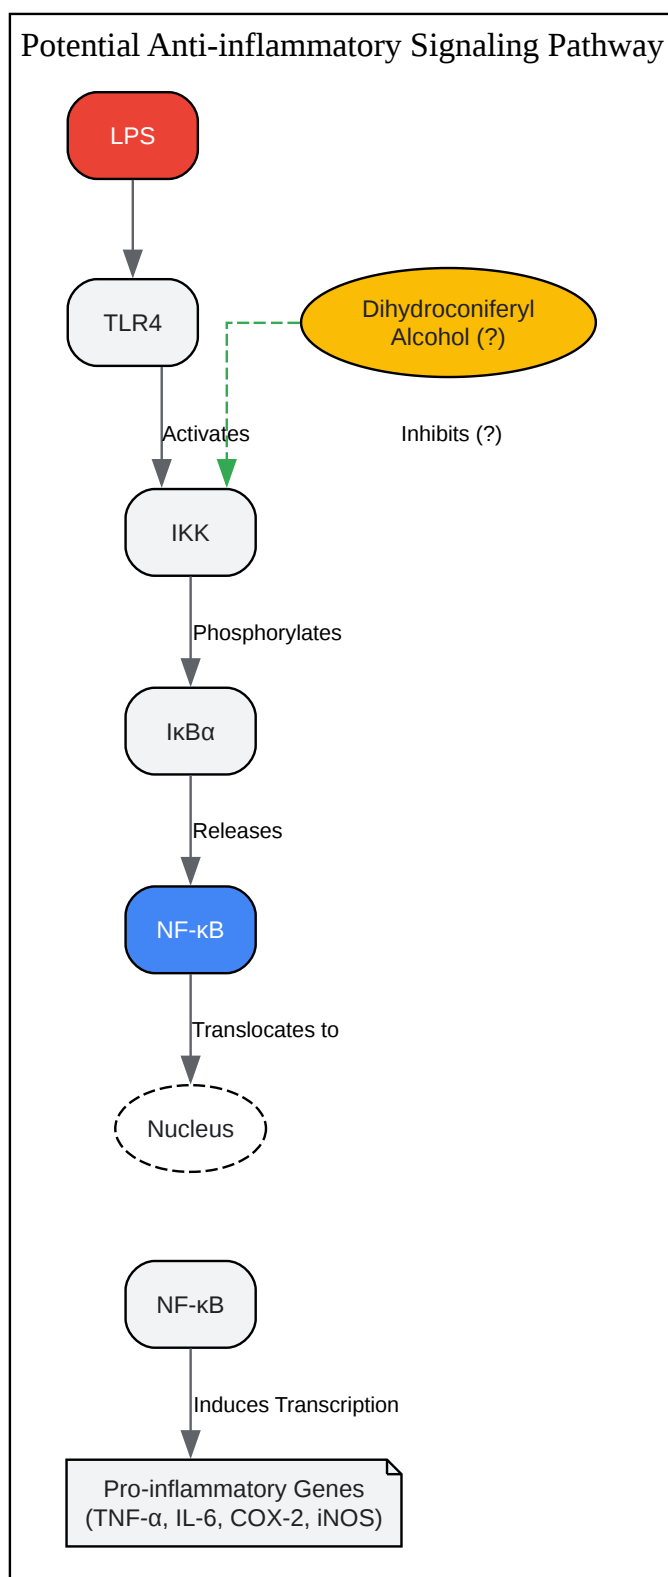 Potential Anti-inflammatory Signaling Pathway
LPS
TLR4
Dihydroconiferyl
Alcohol (?)
Activates
Inhibits (?)
IKK
Phosphorylates
IκBα
Releases
NF-κB
Translocates to
Nucleus
NF-κB
Induces Transcription
Pro-inflammatory Genes
(TNF-α, IL-6, COX-2, iNOS)